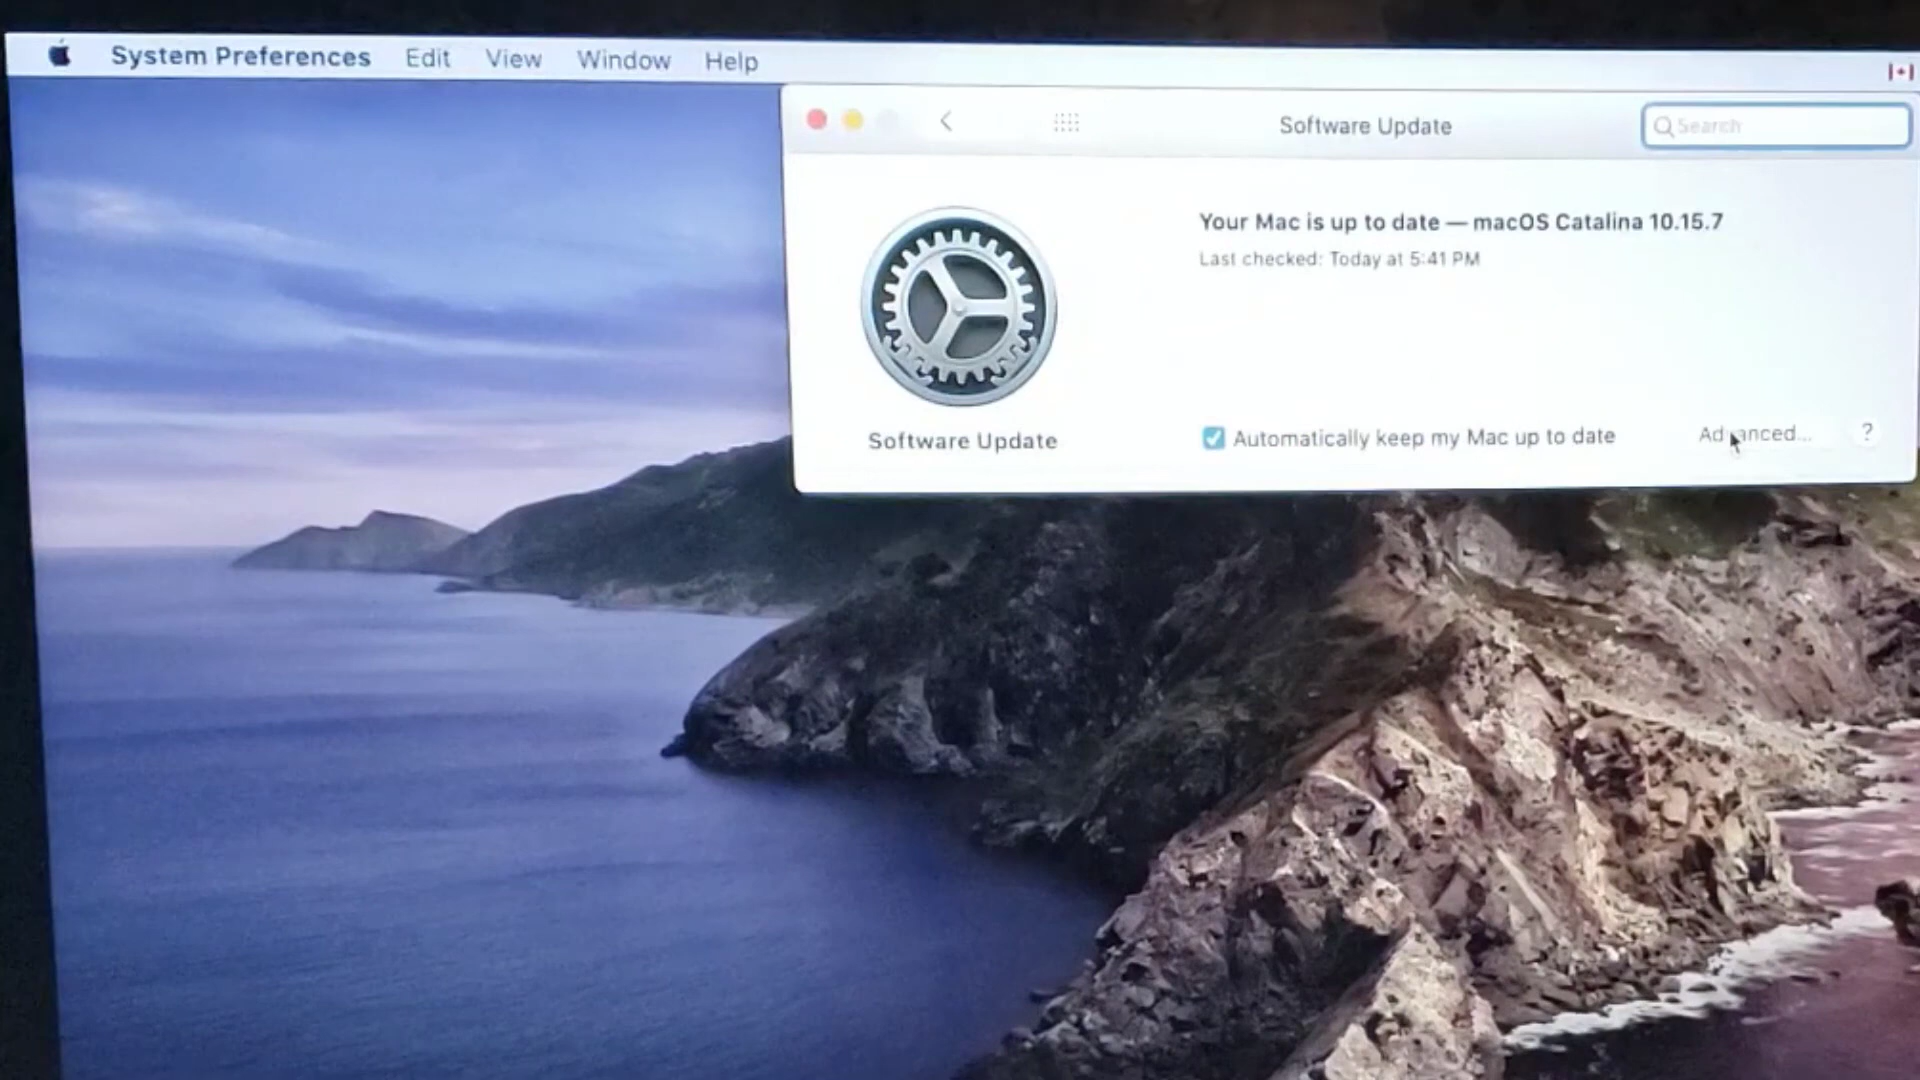 System Preferences Edit View Window Help
Software Update
Search
Your Mac is up to date — macOS Catalina 10.15.7
Last checked: Today at 5:41 PM
Software Update
Automatically keep my Mac up to date
Advanced...
?